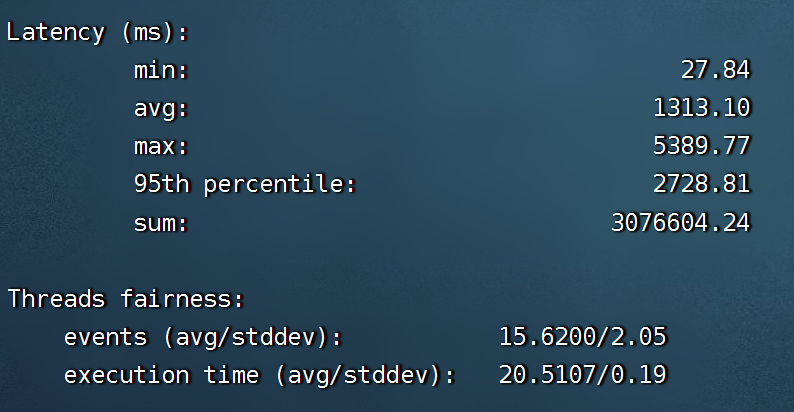 Latency (ms):
min: 27.84
avg: 1313.10
max: 5389.77
95th percentile: 2728.81
sum: 3076604.24
Threads fairness:
events (avg/stddev): 15.6200/2.05
execution time (avg/stddev): 20.5107/0.19